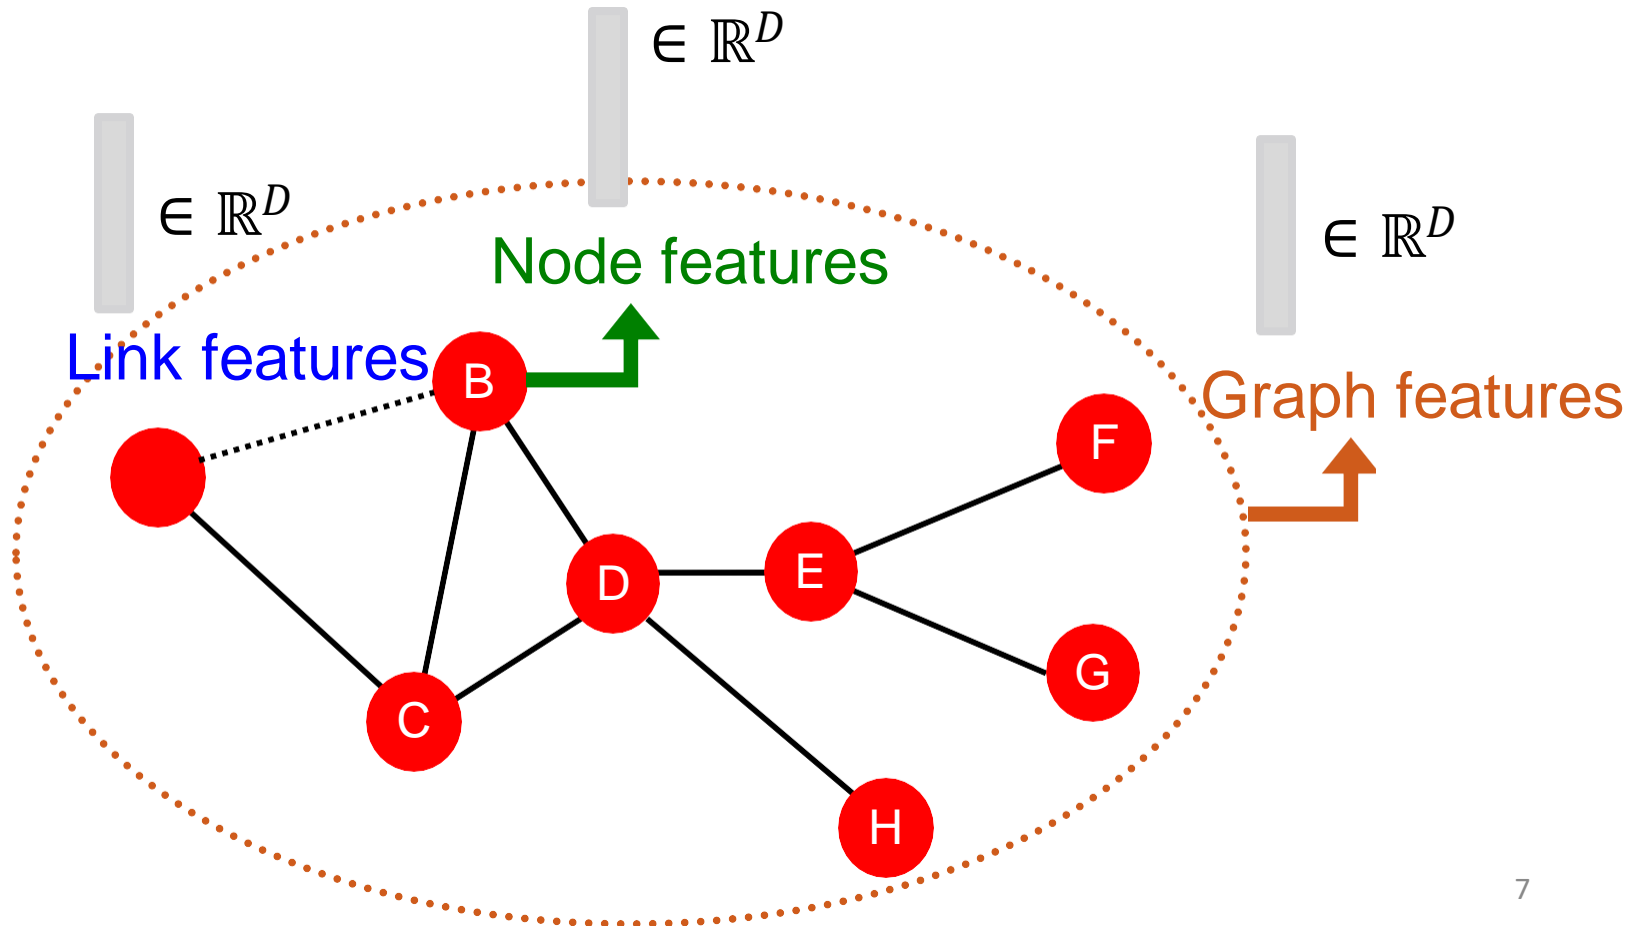 ∈ ℝ^D
∈ ℝ^D
∈ ℝ^D
Node features
Link features
B
Graph features
F
E
D
G
C
H
7